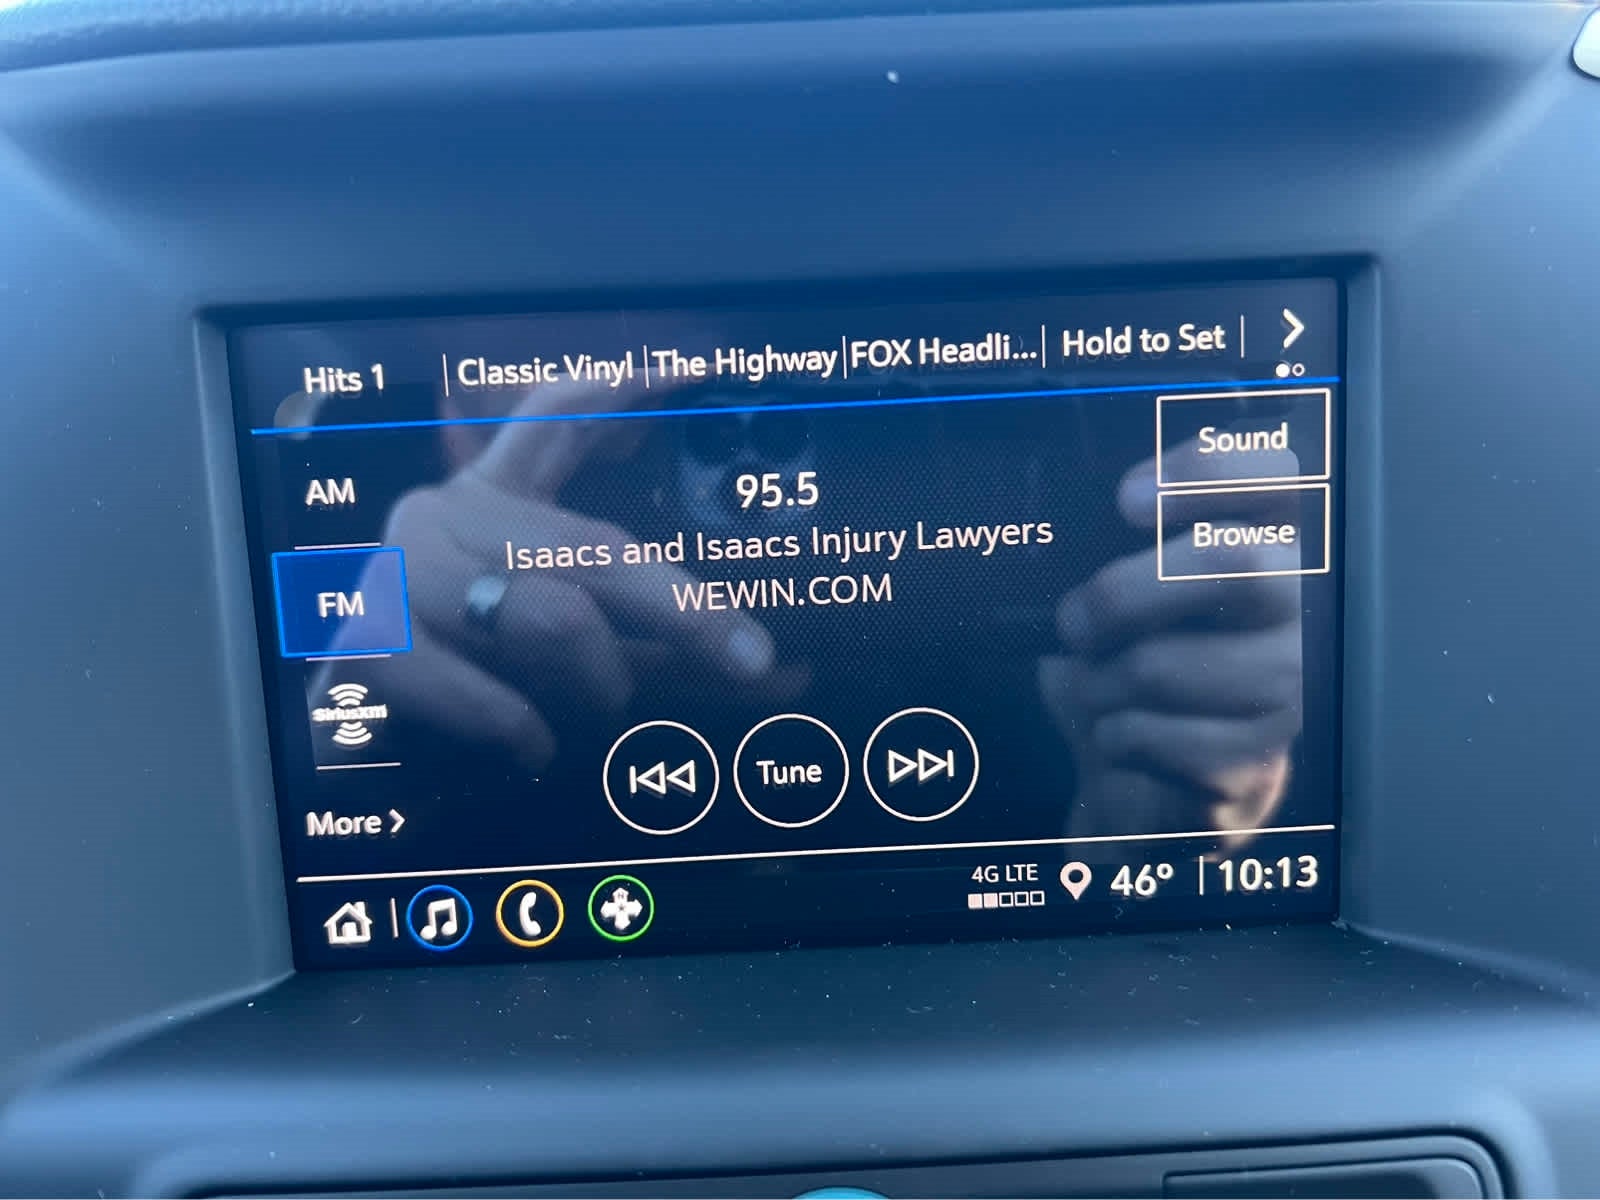 Hits 1 | Classic Vinyl | The Highway | FOX Headli... | Hold to Set |
AM
FM
SiriusXM
More >
95.5
Isaacs and Isaacs Injury Lawyers
WEWIN.COM
Tune
Sound
Browse
4G LTE 46° | 10:13